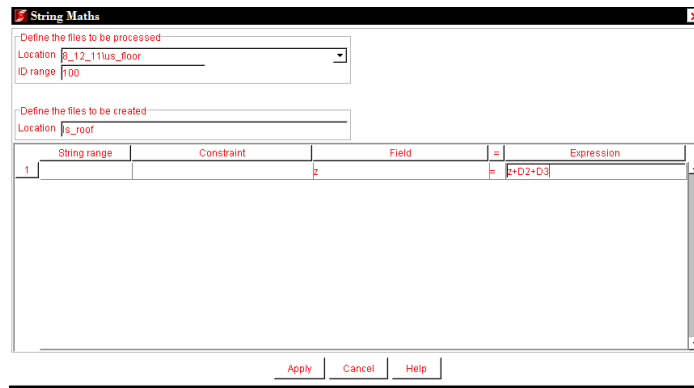 String Maths
Define the files to be processed
Location 8_12_11\us_floor
ID range 100
Define the files to be created
Location ls_roof
String range Constraint Field = Expression
1 z = z+D2+D3
Apply Cancel Help